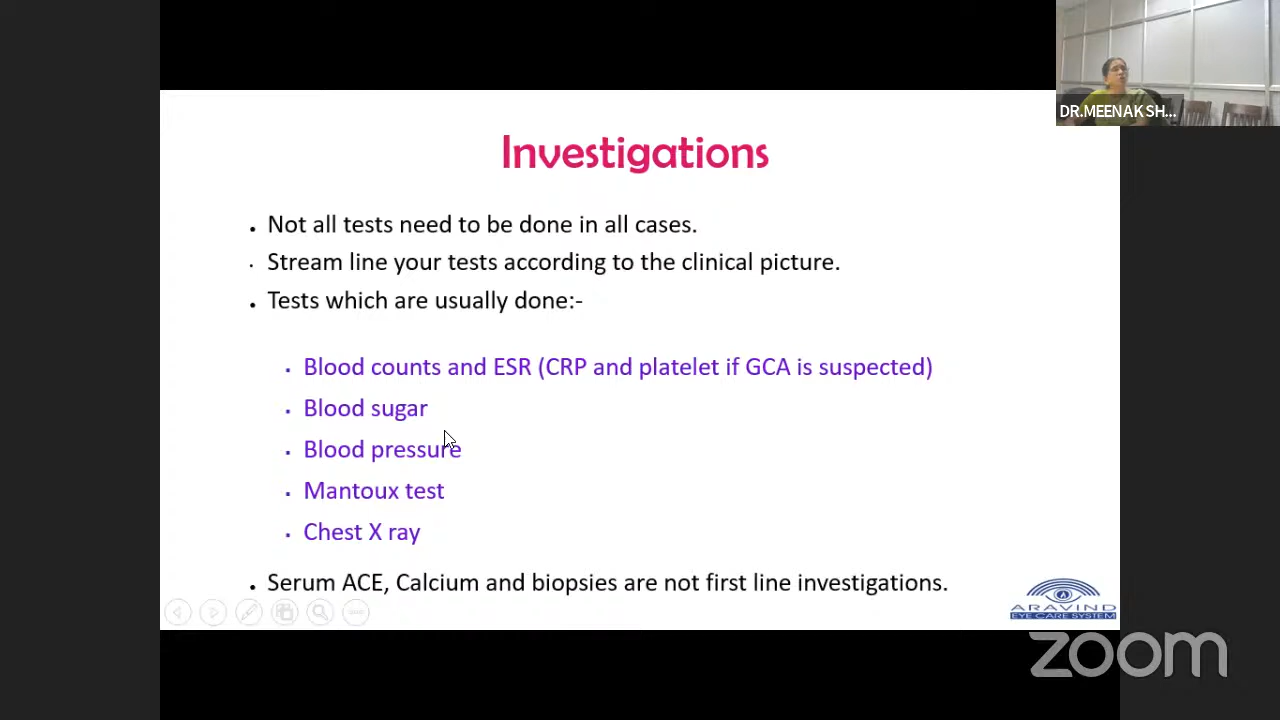 DR.MEENAKSH...
Investigations
Not all tests need to be done in all cases.
Stream line your tests according to the clinical picture.
Tests which are usually done:-
Blood counts and ESR (CRP and platelet if GCA is suspected)
Blood sugar
Blood pressure
Mantoux test
Chest X ray
Serum ACE, Calcium and biopsies are not first line investigations.
ARAVIND
EYE CARE SYSTEM
zoom